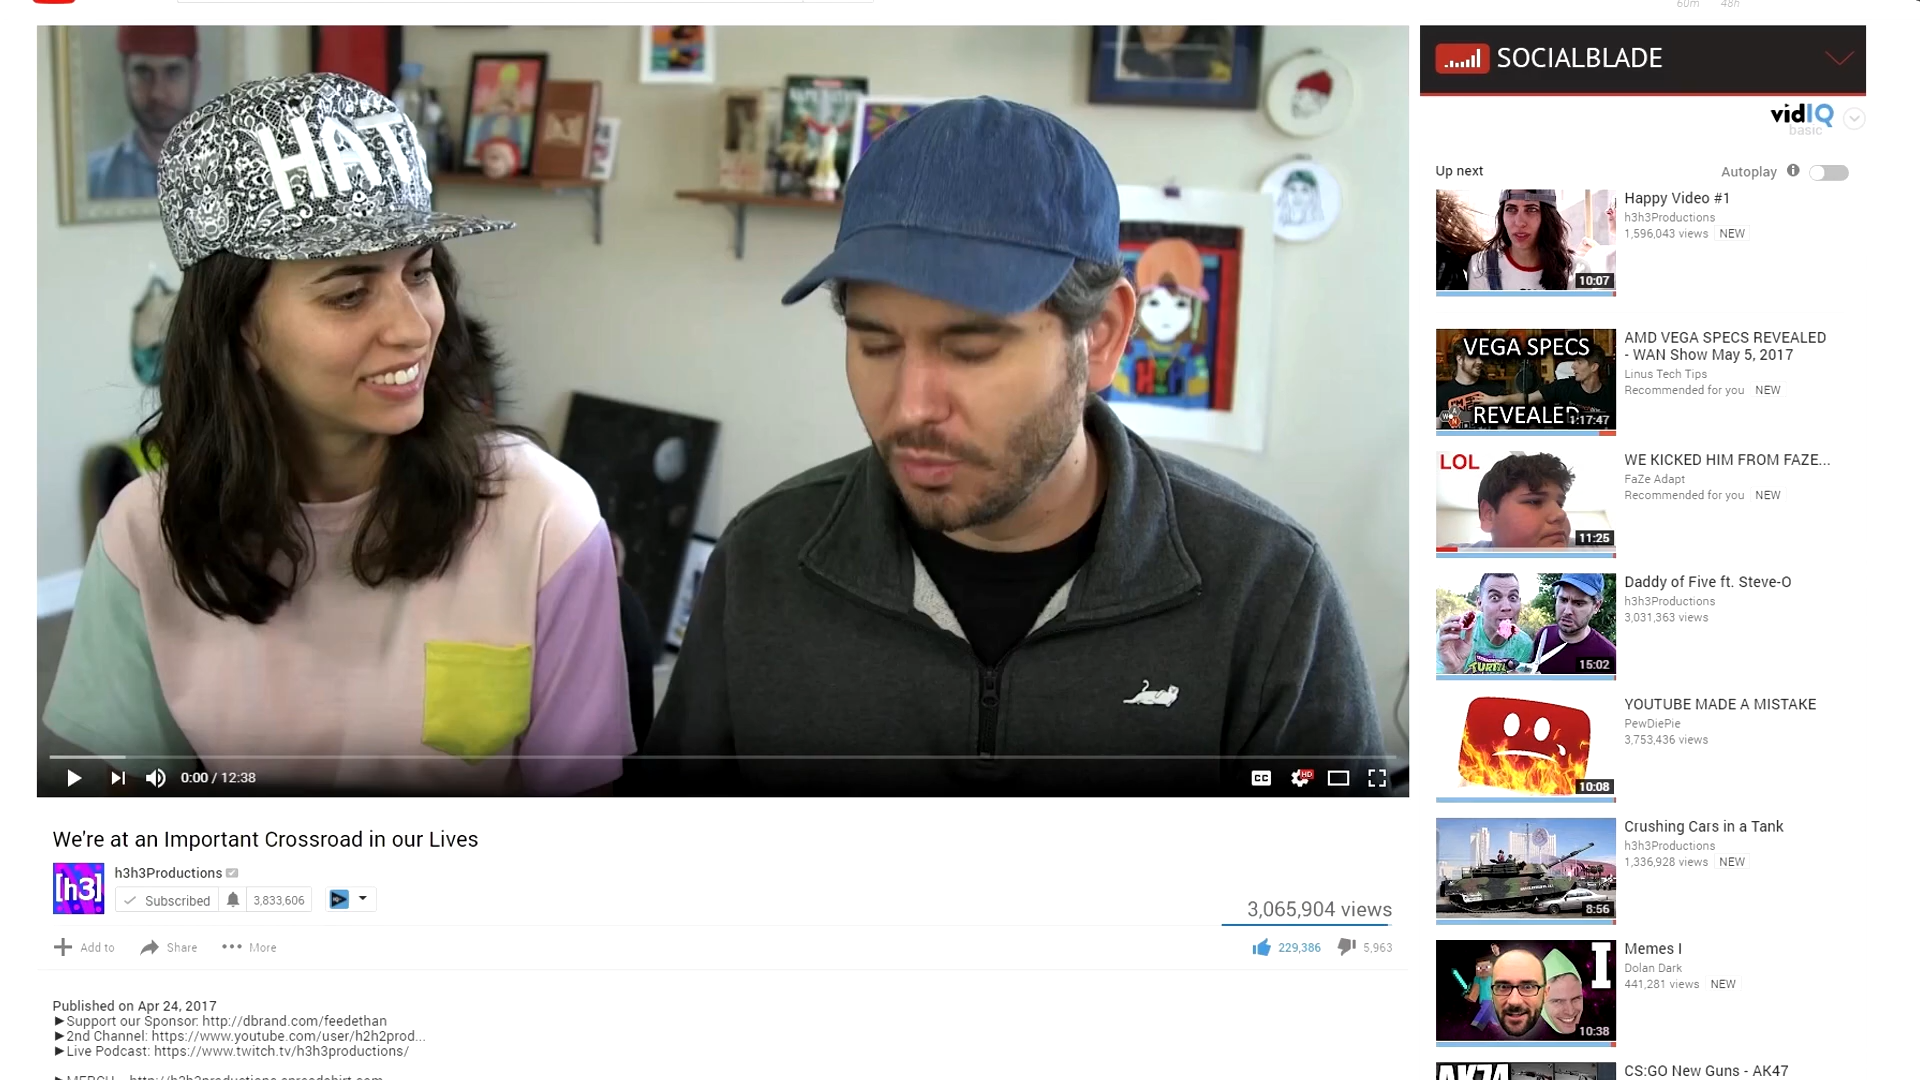 60m 48h
HAT
SOCIALBLADE
vidIQ
basic
Up next
Autoplay
Happy Video #1
h3h3Productions
1,596,043 views NEW
10:07
VEGA SPECS
REVEALED
1:17:47
AMD VEGA SPECS REVEALED
- WAN Show May 5, 2017
Linus Tech Tips
Recommended for you NEW
LOL
11:25
WE KICKED HIM FROM FAZE...
FaZe Adapt
Recommended for you NEW
15:02
Daddy of Five ft. Steve-O
h3h3Productions
3,031,363 views
10:08
YOUTUBE MADE A MISTAKE
PewDiePie
3,753,436 views
8:56
Crushing Cars in a Tank
h3h3Productions
1,336,928 views NEW
I
10:38
Memes I
Dolan Dark
441,281 views NEW
AK74
CS:GO New Guns - AK47
0:00 / 12:38
CC
HD
We're at an Important Crossroad in our Lives
[h3]
h3h3Productions
Subscribed 3,833,606
3,065,904 views
Add to Share More
229,386 5,963
Published on Apr 24, 2017
►Support our Sponsor: http://dbrand.com/feedethan
►2nd Channel: https://www.youtube.com/user/h2h2prod...
►Live Podcast: https://www.twitch.tv/h3h3productions/